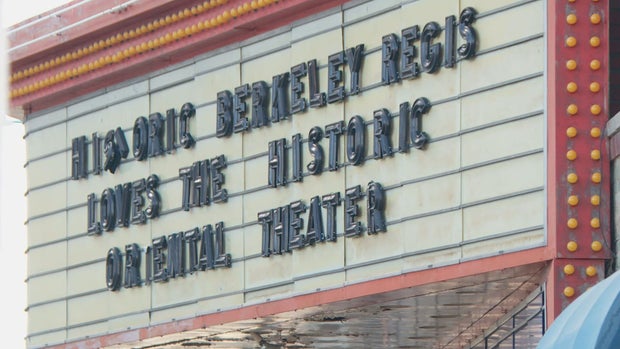 HISTORIC BERKELEY REGIS
LOVES THE HISTORIC
ORIENTAL THEATER